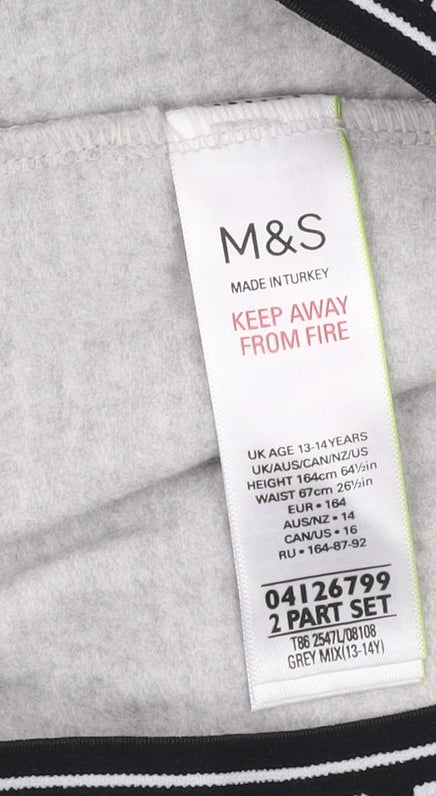 M&S
MADE IN TURKEY
KEEP AWAY
FROM FIRE
UK AGE 13-14YEARS
UK/AUS/CAN/NZ/US
HEIGHT 164cm 64½in
WAIST 67cm 26½in
EUR • 164
AUS/NZ • 14
CAN/US • 16
RU • 164-87-92
04126799
2 PART SET
T86 2547L/08108
GREY MIX(13-14Y)